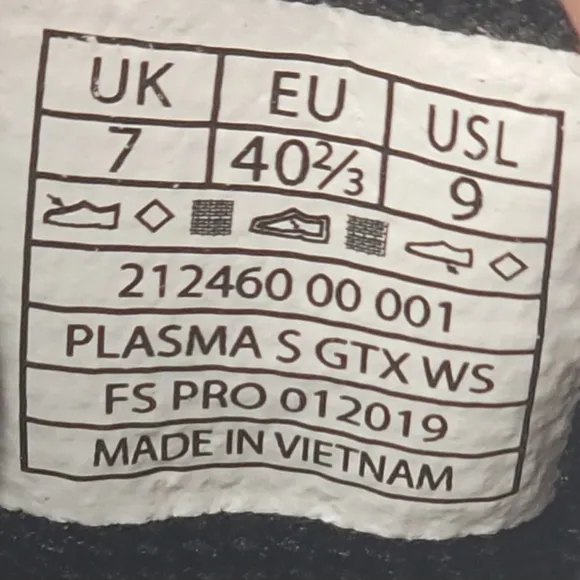 UK EU USL
7 40⅔ 9
212460 00 001
PLASMA S GTX WS
FS PRO 012019
MADE IN VIETNAM